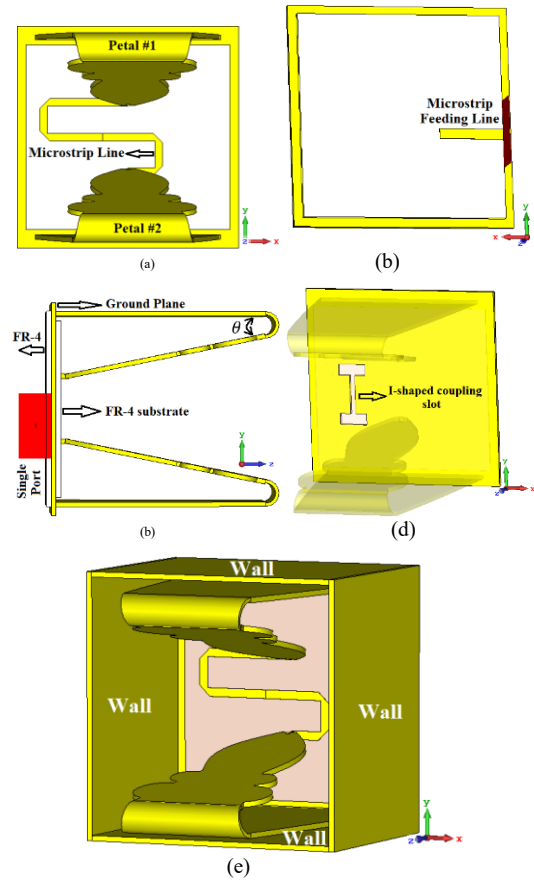 Petal #1
Microstrip Line
Petal #2
y
x
z
(a)
Microstrip
Feeding Line
y
x
z
(b)
Ground Plane
FR-4
θ
FR-4 substrate
Single
Port
y
z
(b)
I-shaped coupling
slot
y
x
z
(d)
Wall
Wall
Wall
Wall
y
x
z
(e)